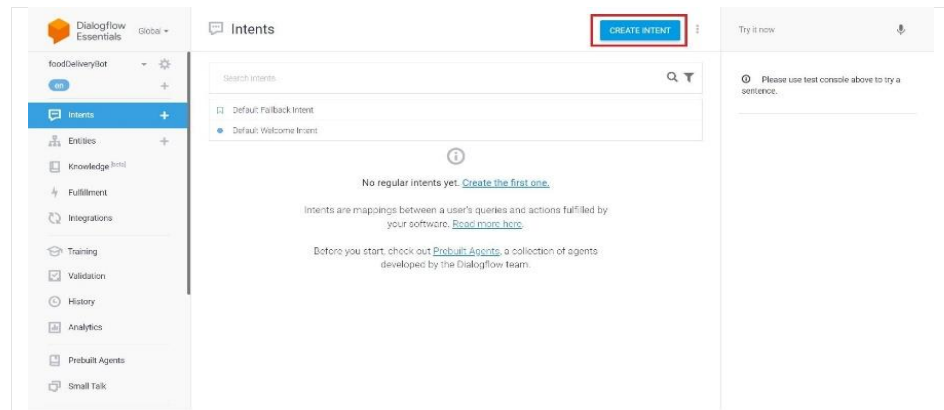 Dialogflow
Essentials
Global
Intents
CREATE INTENT
Try it now
foodDeliveryBot
en
Search intents
Please use test console above to try a
sentence.
Intents
Default Fallback Intent
Entities
Default Welcome Intent
Knowledge [beta]
No regular intents yet. Create the first one.
Fulfillment
Intents are mappings between a user's queries and actions fulfilled by
your software. Read more here.
Integrations
Before you start, check out Prebuilt Agents, a collection of agents
developed by the Dialogflow team.
Training
Validation
History
Analytics
Prebuilt Agents
Small Talk